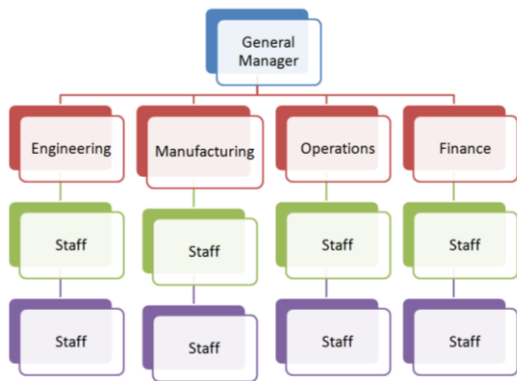 General
Manager
Engineering
Manufacturing
Operations
Finance
Staff
Staff
Staff
Staff
Staff
Staff
Staff
Staff